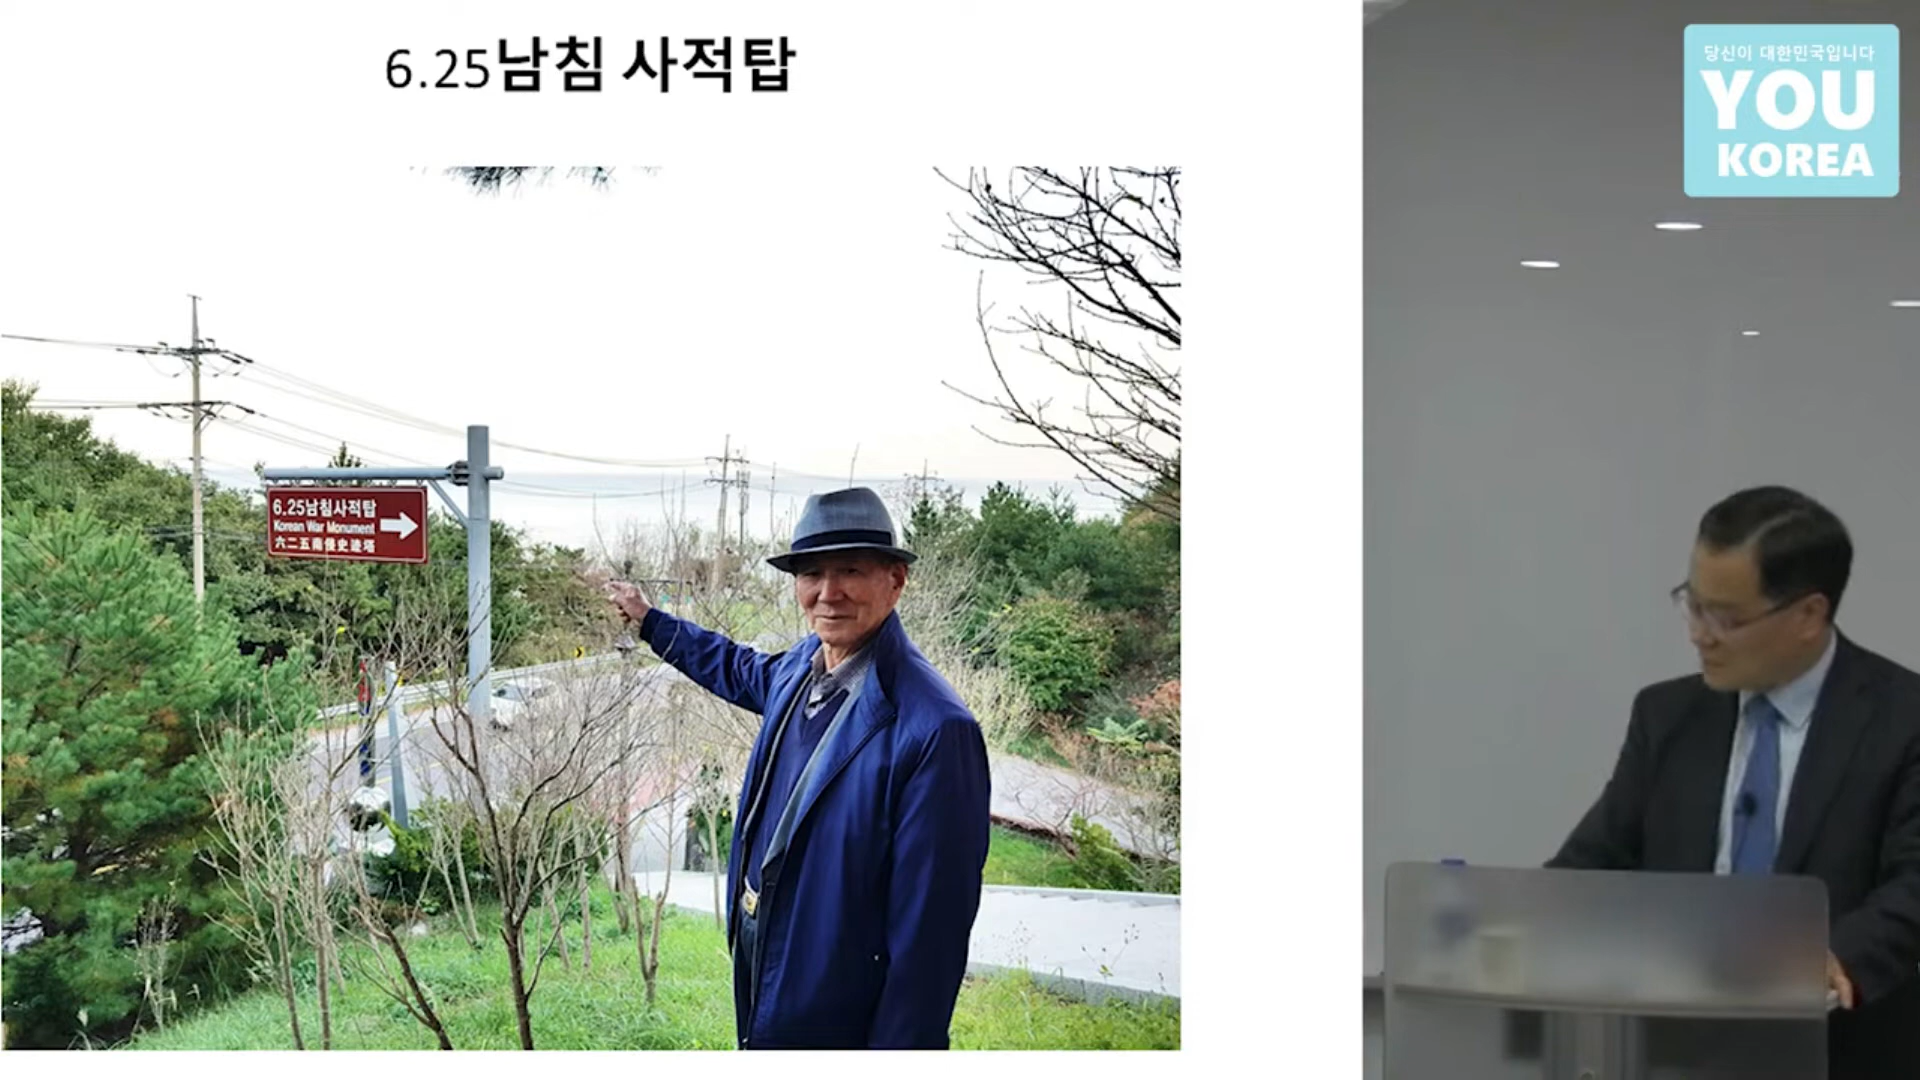 6.25남침 사적탑
당신이 대한민국입니다
YOU
KOREA
6.25남침사적탑
Korean War Monument
六二五南侵史迹塔